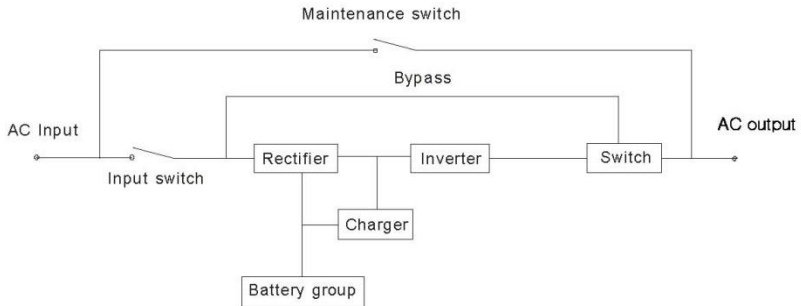 Maintenance switch
Bypass
AC Input
AC output
Rectifier
Inverter
Switch
Input switch
Charger
Battery group